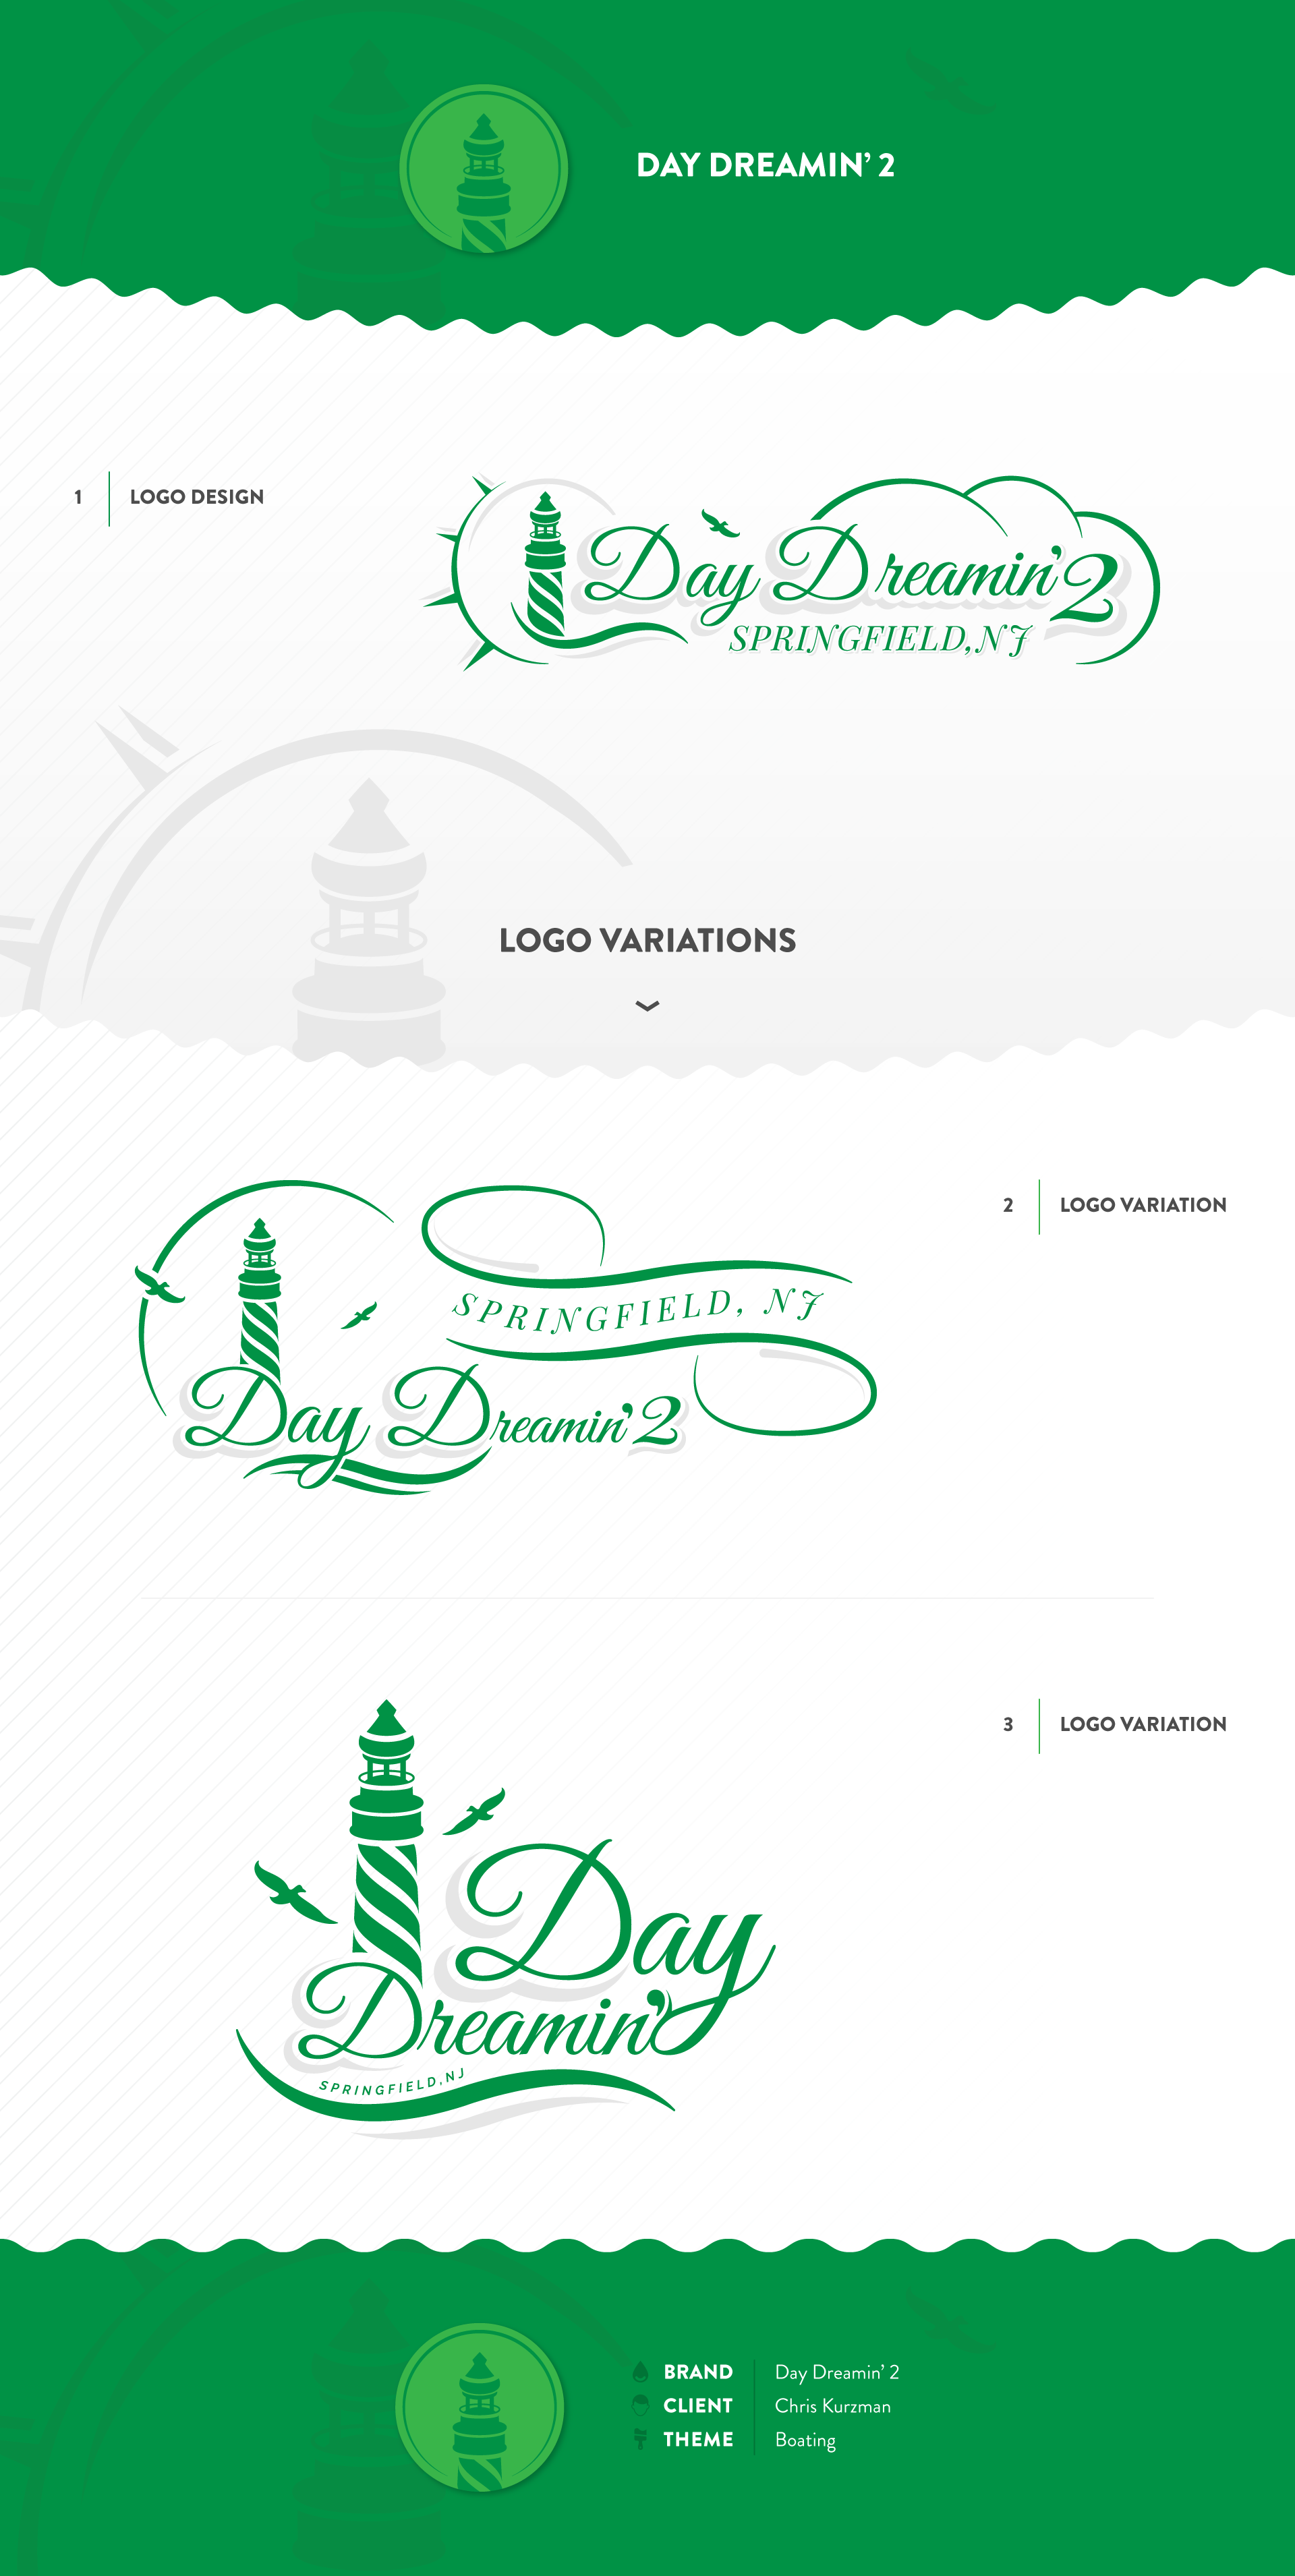 DAY DREAMIN’ 2
1 LOGO DESIGN
Day Dreamin’ 2
SPRINGFIELD, NJ
LOGO VARIATIONS
2 LOGO VARIATION
SPRINGFIELD, NJ
Day Dreamin’ 2
3 LOGO VARIATION
Day
Dreamin’
SPRINGFIELD, NJ
BRAND Day Dreamin’ 2
CLIENT Chris Kurzman
THEME Boating